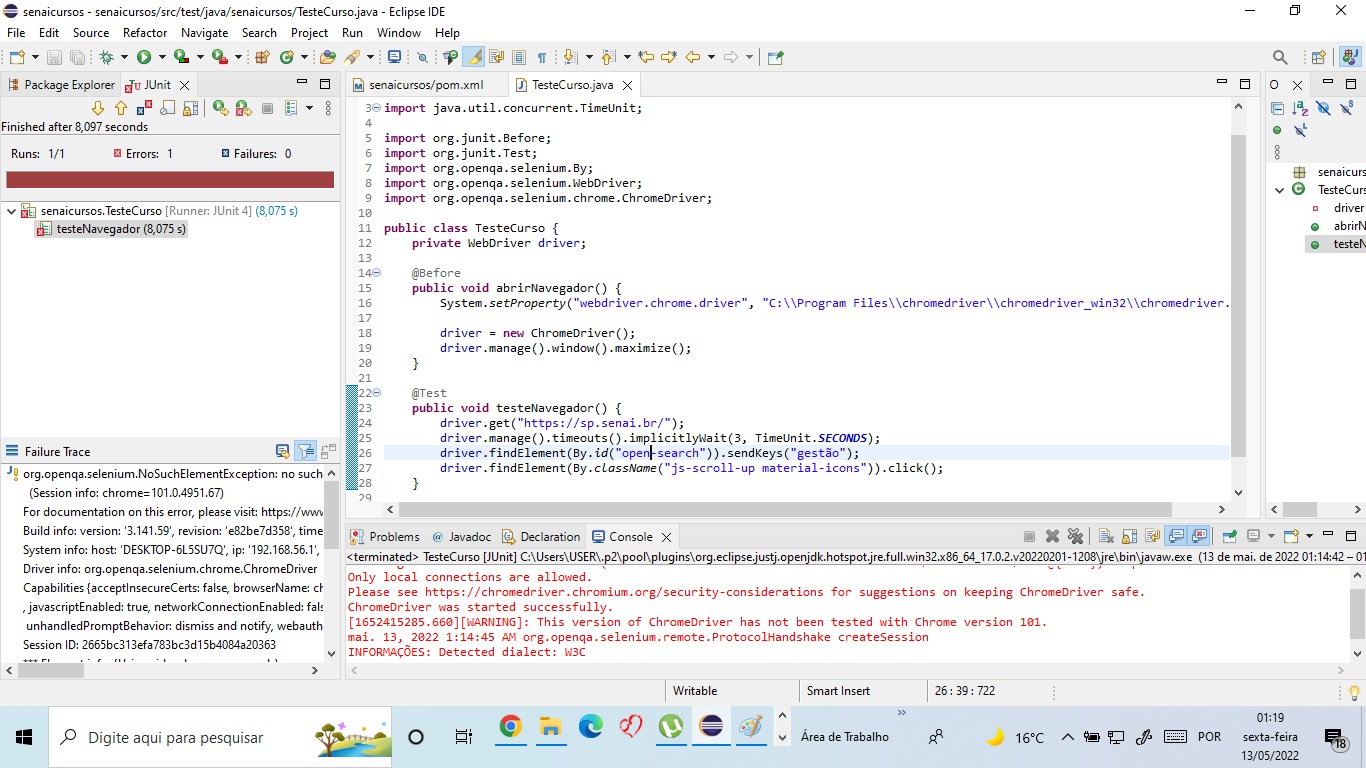 senaicursos - senaicursos/src/test/java/senaicursos/TesteCurso.java - Eclipse IDE
File Edit Source Refactor Navigate Search Project Run Window Help
Package Explorer JUnit
Finished after 8,097 seconds
Runs: 1/1 Errors: 1 Failures: 0
senaicursos.TesteCurso [Runner: JUnit 4] (8,075 s)
testeNavegador (8,075 s)
Failure Trace
org.openqa.selenium.NoSuchElementException: no such
(Session info: chrome=101.0.4951.67)
For documentation on this error, please visit: https://www
Build info: version: '3.141.59', revision: 'e82be7d358', time
System info: host: 'DESKTOP-6L5SU7Q', ip: '192.168.56.1',
Driver info: org.openqa.selenium.chrome.ChromeDriver
Capabilities {acceptInsecureCerts: false, browserName: ch
, javascriptEnabled: true, networkConnectionEnabled: fals
unhandledPromptBehavior: dismiss and notify, webauth
Session ID: 2665bc313efa783bc3d15b4084a20363
senaicursos/pom.xml TesteCurso.java
3 import java.util.concurrent.TimeUnit;
4
5 import org.junit.Before;
6 import org.junit.Test;
7 import org.openqa.selenium.By;
8 import org.openqa.selenium.WebDriver;
9 import org.openqa.selenium.chrome.ChromeDriver;
10
11 public class TesteCurso {
12 private WebDriver driver;
13
14 @Before
15 public void abrirNavegador() {
16 System.setProperty("webdriver.chrome.driver", "C:\\Program Files\\chromedriver\\chromedriver_win32\\chromedriver.
17
18 driver = new ChromeDriver();
19 driver.manage().window().maximize();
20 }
21
22 @Test
23 public void testeNavegador() {
24 driver.get("https://sp.senai.br/");
25 driver.manage().timeouts().implicitlyWait(3, TimeUnit.SECONDS);
26 driver.findElement(By.id("open-search")).sendKeys("gestão");
27 driver.findElement(By.className("js-scroll-up material-icons")).click();
28 }
29
O
senaicurs
TesteCurs
driver
abrirN
testeN
Problems @ Javadoc Declaration Console
<terminated> TesteCurso [JUnit] C:\Users\USER\.p2\pool\plugins\org.eclipse.justj.openjdk.hotspot.jre.full.win32.x86_64_17.0.2.v20220201-1208\jre\bin\javaw.exe (13 de mai. de 2022 01:14:42 – 01
Only local connections are allowed.
Please see https://chromedriver.chromium.org/security-considerations for suggestions on keeping ChromeDriver safe.
ChromeDriver was started successfully.
[1652415285.660][WARNING]: This version of ChromeDriver has not been tested with Chrome version 101.
mai. 13, 2022 1:14:45 AM org.openqa.selenium.remote.ProtocolHandshake createSession
INFORMAÇÕES: Detected dialect: W3C
Writable Smart Insert 26 : 39 : 722
Digite aqui para pesquisar
Área de Trabalho
16°C
POR
01:19
sexta-feira
13/05/2022
18